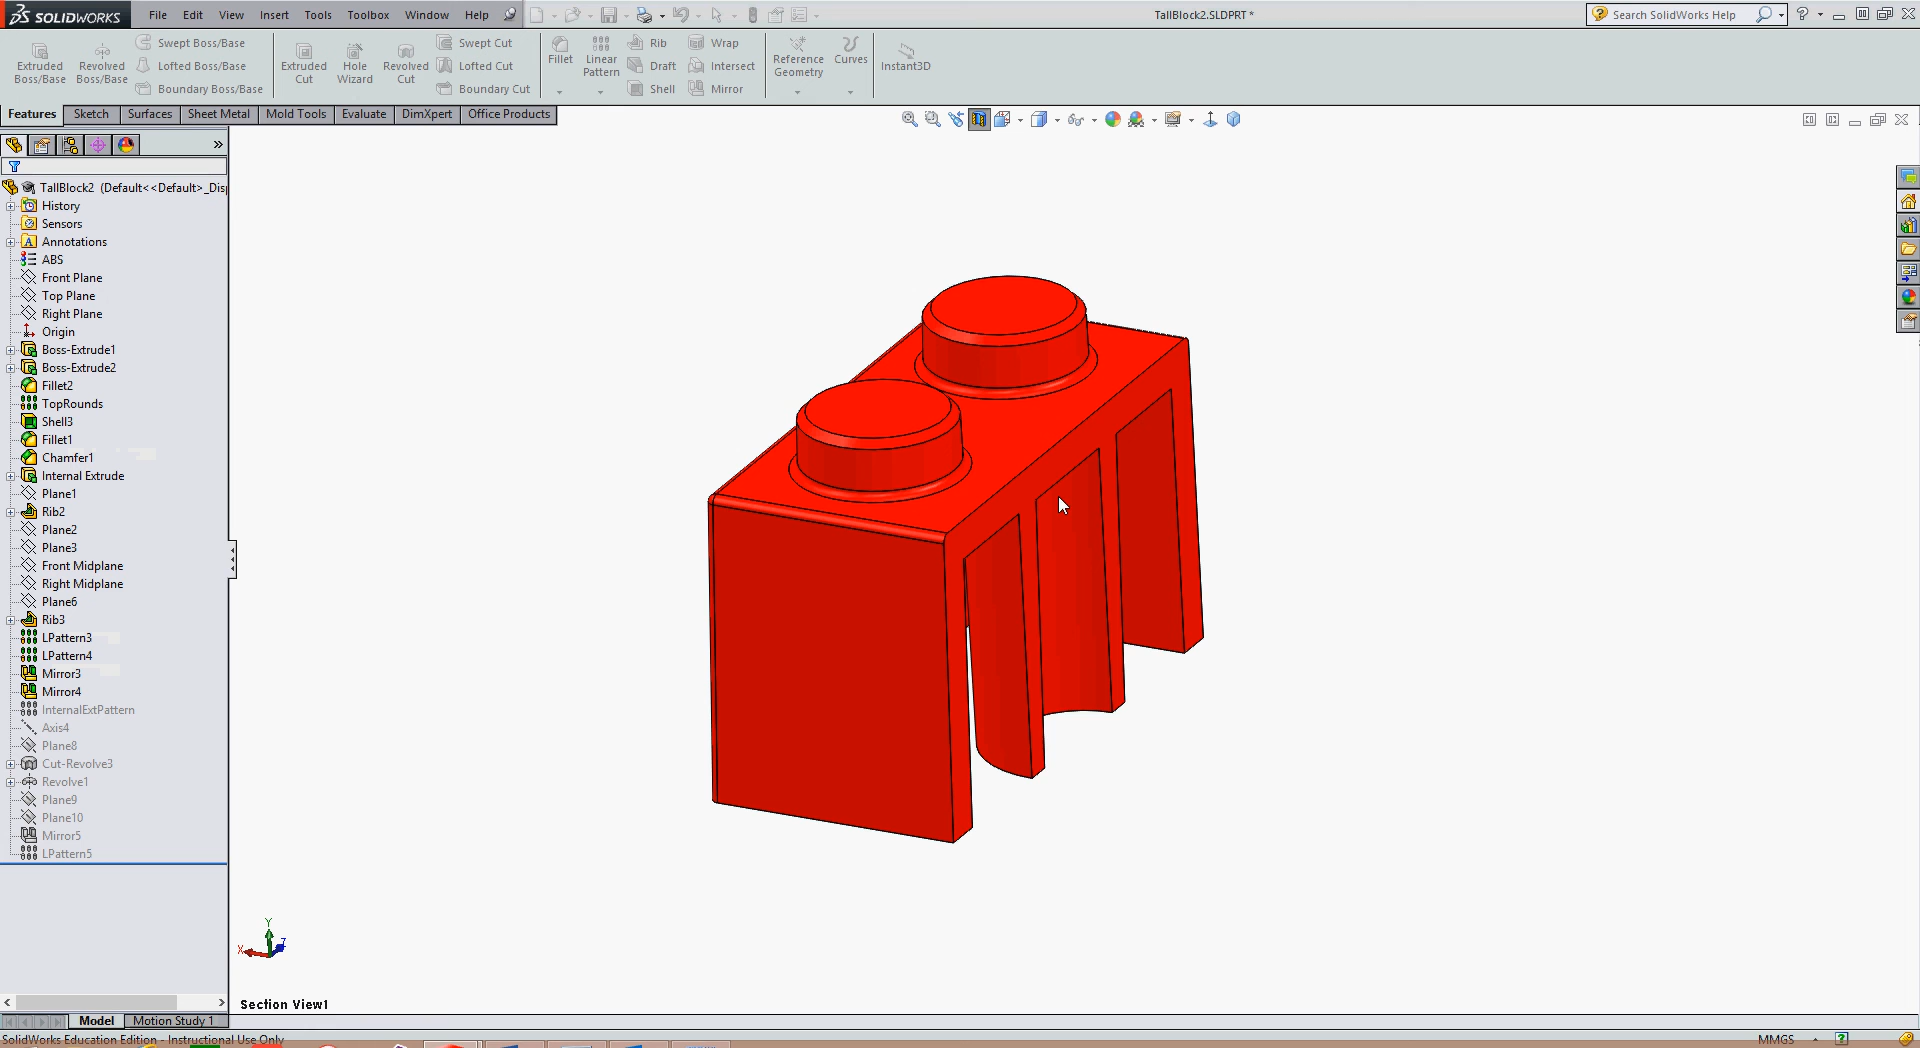 SOLIDWORKS File Edit View Insert Tools Toolbox Window Help TallBlock2.SLDPRT * Search SolidWorks Help
Extruded Boss/Base
Revolved Boss/Base
Swept Boss/Base
Lofted Boss/Base
Boundary Boss/Base
Extruded Cut
Hole Wizard
Revolved Cut
Swept Cut
Lofted Cut
Boundary Cut
Fillet
Linear Pattern
Rib
Draft
Shell
Wrap
Intersect
Mirror
Reference Geometry
Curves
Instant3D
Features Sketch Surfaces Sheet Metal Mold Tools Evaluate DimXpert Office Products
TallBlock2 (Default<<Default>_Dis
History
Sensors
Annotations
ABS
Front Plane
Top Plane
Right Plane
Origin
Boss-Extrude1
Boss-Extrude2
Fillet2
TopRounds
Shell3
Fillet1
Chamfer1
Internal Extrude
Plane1
Rib2
Plane2
Plane3
Front Midplane
Right Midplane
Plane6
Rib3
LPattern3
LPattern4
Mirror3
Mirror4
InternalExtPattern
Axis4
Plane8
Cut-Revolve3
Revolve1
Plane9
Plane10
Mirror5
LPattern5
Y
X Z
Section View1
Model Motion Study 1
SolidWorks Education Edition - Instructional Use Only MMGS